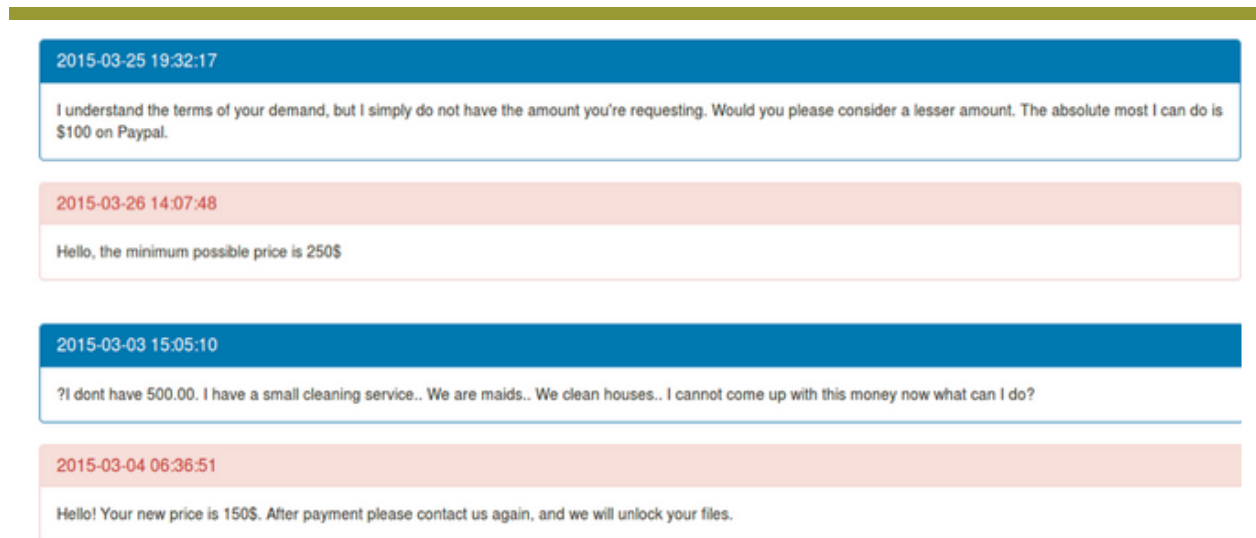 2015-03-25 19:32:17
I understand the terms of your demand, but I simply do not have the amount you're requesting. Would you please consider a lesser amount. The absolute most I can do is
$100 on Paypal.
2015-03-26 14:07:48
Hello, the minimum possible price is 250$
2015-03-03 15:05:10
?I dont have 500.00. I have a small cleaning service.. We are maids.. We clean houses.. I cannot come up with this money now what can I do?
2015-03-04 06:36:51
Hello! Your new price is 150$. After payment please contact us again, and we will unlock your files.